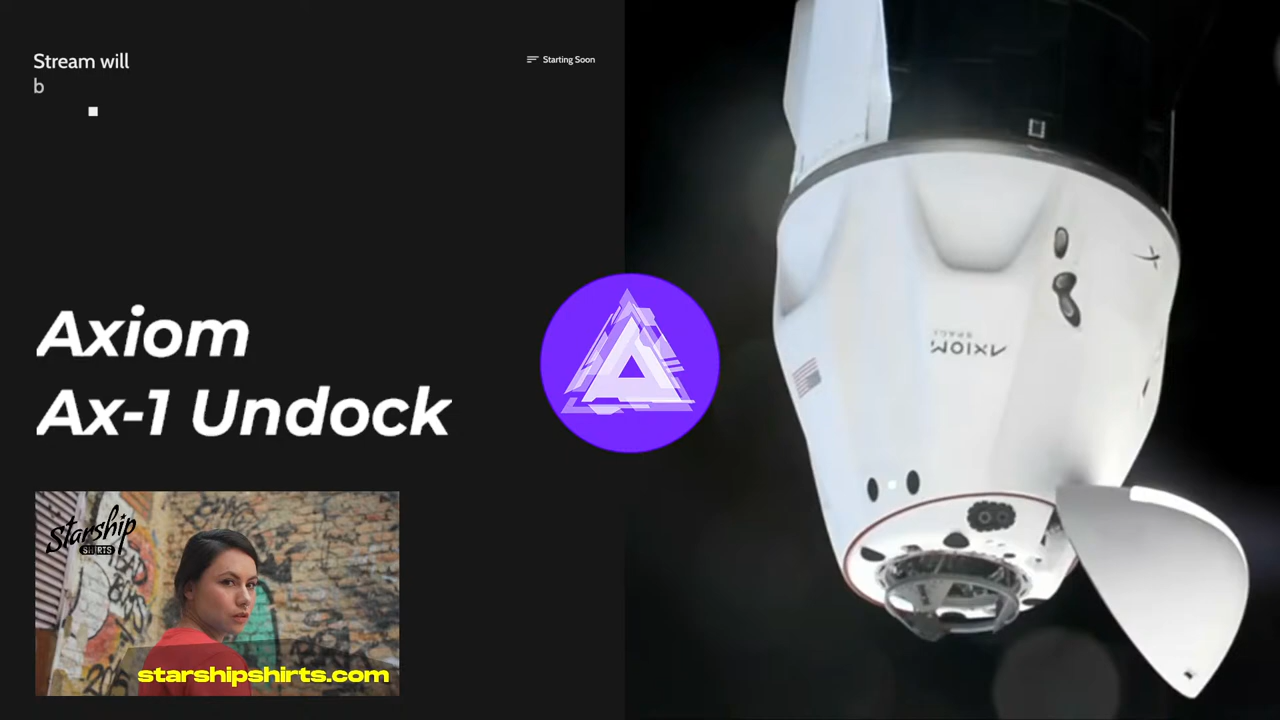 Stream will
b
Starting Soon
Axiom
Ax-1 Undock
AXIOM
SPACE
Starship
SHIRTS
starshipshirts.com